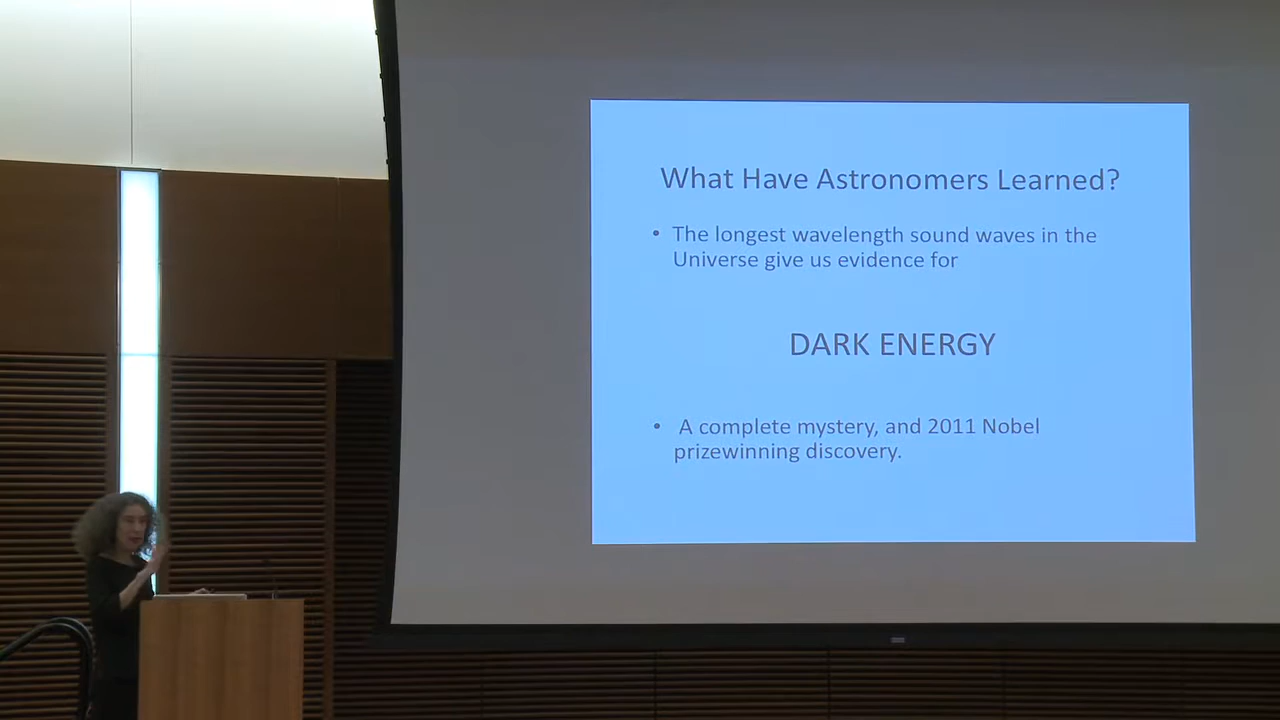 What Have Astronomers Learned?
• The longest wavelength sound waves in the
Universe give us evidence for
DARK ENERGY
• A complete mystery, and 2011 Nobel
prizewinning discovery.